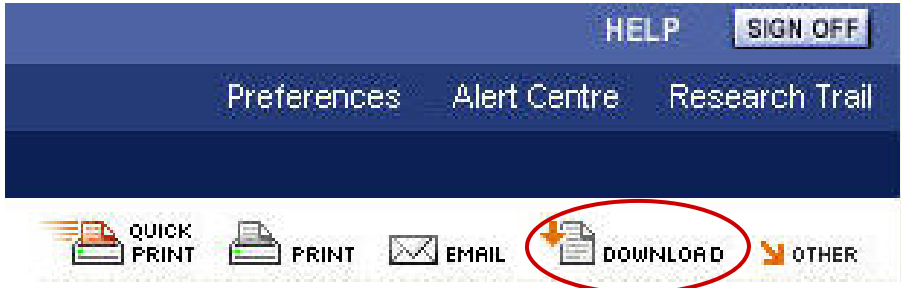 HELP SIGN OFF
Preferences Alert Centre Research Trail
QUICK
PRINT PRINT EMAIL DOWNLOAD OTHER